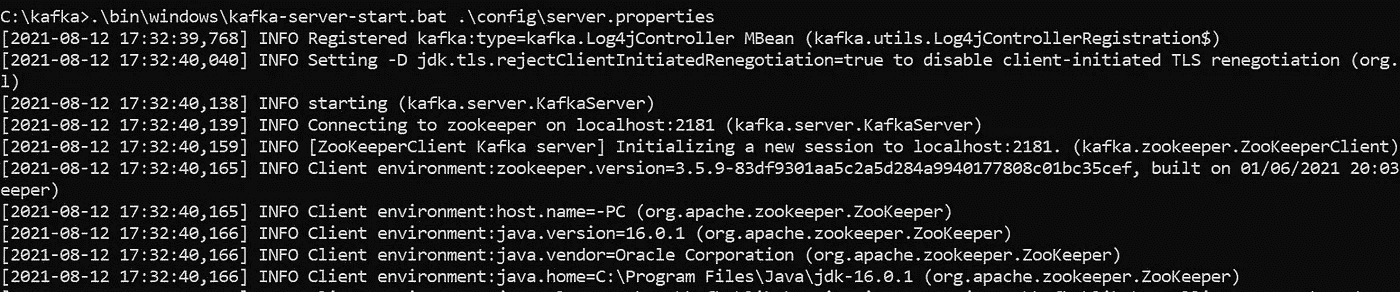 C:\kafka>.\bin\windows\kafka-server-start.bat .\config\server.properties
[2021-08-12 17:32:39,768] INFO Registered kafka:type=kafka.Log4jController MBean (kafka.utils.Log4jControllerRegistration$)
[2021-08-12 17:32:40,040] INFO Setting -D jdk.tls.rejectClientInitiatedRenegotiation=true to disable client-initiated TLS renegotiation (org.
l)
[2021-08-12 17:32:40,138] INFO starting (kafka.server.KafkaServer)
[2021-08-12 17:32:40,139] INFO Connecting to zookeeper on localhost:2181 (kafka.server.KafkaServer)
[2021-08-12 17:32:40,159] INFO [ZooKeeperClient Kafka server] Initializing a new session to localhost:2181. (kafka.zookeeper.ZooKeeperClient)
[2021-08-12 17:32:40,165] INFO Client environment:zookeeper.version=3.5.9-83df9301aa5c2a5d284a9940177808c01bc35cef, built on 01/06/2021 20:03
eeper)
[2021-08-12 17:32:40,165] INFO Client environment:host.name=-PC (org.apache.zookeeper.ZooKeeper)
[2021-08-12 17:32:40,166] INFO Client environment:java.version=16.0.1 (org.apache.zookeeper.ZooKeeper)
[2021-08-12 17:32:40,166] INFO Client environment:java.vendor=Oracle Corporation (org.apache.zookeeper.ZooKeeper)
[2021-08-12 17:32:40,166] INFO Client environment:java.home=C:\Program Files\Java\jdk-16.0.1 (org.apache.zookeeper.ZooKeeper)